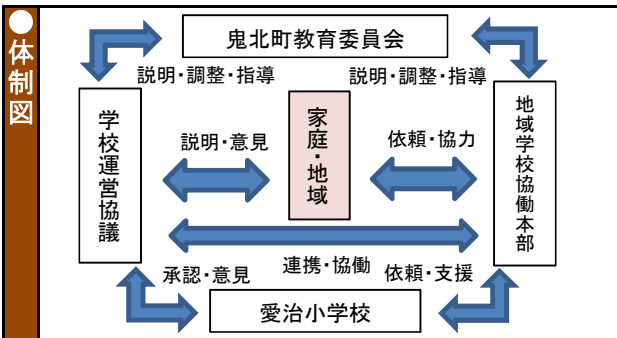 ●体制図
鬼北町教育委員会
説明・調整・指導
説明・調整・指導
学校運営協議
説明・意見
家庭・地域
依頼・協力
地域学校協働本部
連携・協働
承認・意見
依頼・支援
愛治小学校